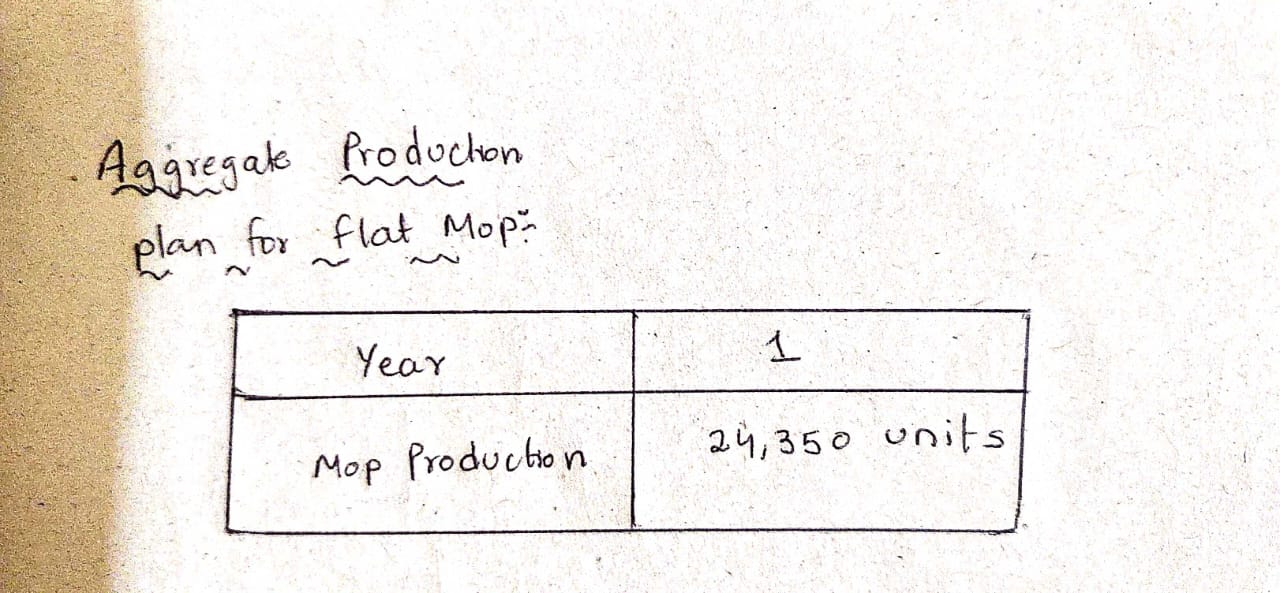 . Aggregate Production
plan for flat Mop:-
Year 1
Mop Production 24,350 units